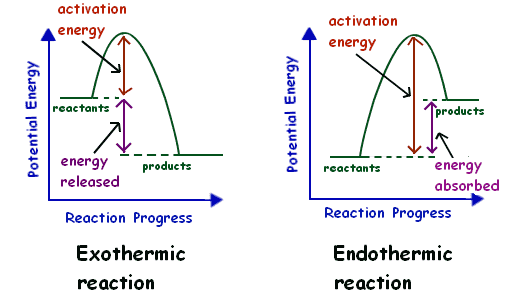 activation
energy
Potential Energy
reactants
energy
released
products
Reaction Progress
Exothermic
reaction
activation
energy
Potential Energy
products
reactants
energy
absorbed
Reaction Progress
Endothermic
reaction